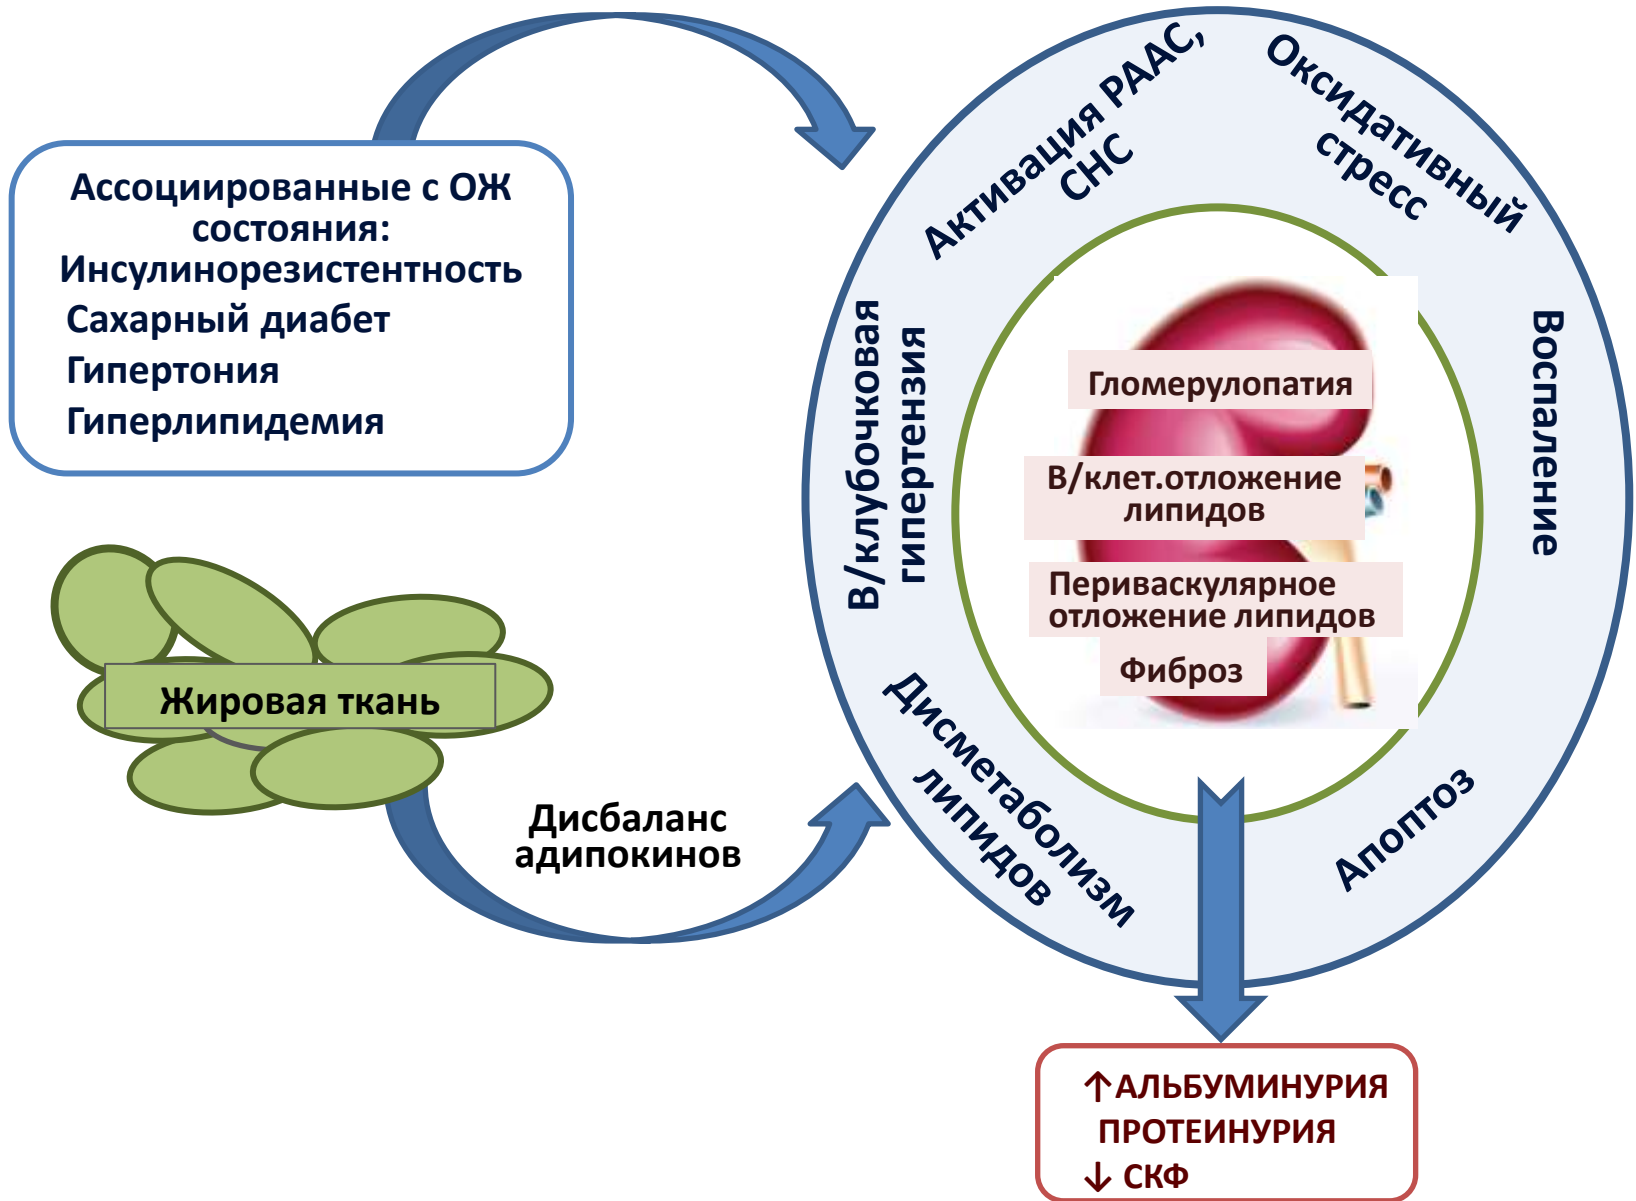 Ассоциированные с ОЖ
состояния:
Инсулинорезистентность
Сахарный диабет
Гипертония
Гиперлипидемия
Жировая ткань
Дисбаланс
адипокинов
Активация РААС,
СНС
Оксидативный
стресс
Воспаление
Апоптоз
Дисметаболизм
липидов
В/клубочковая
гипертензия
Гломерулопатия
В/клет.отложение
липидов
Периваскулярное
отложение липидов
Фиброз
↑АЛЬБУМИНУРИЯ
ПРОТЕИНУРИЯ
↓ СКФ